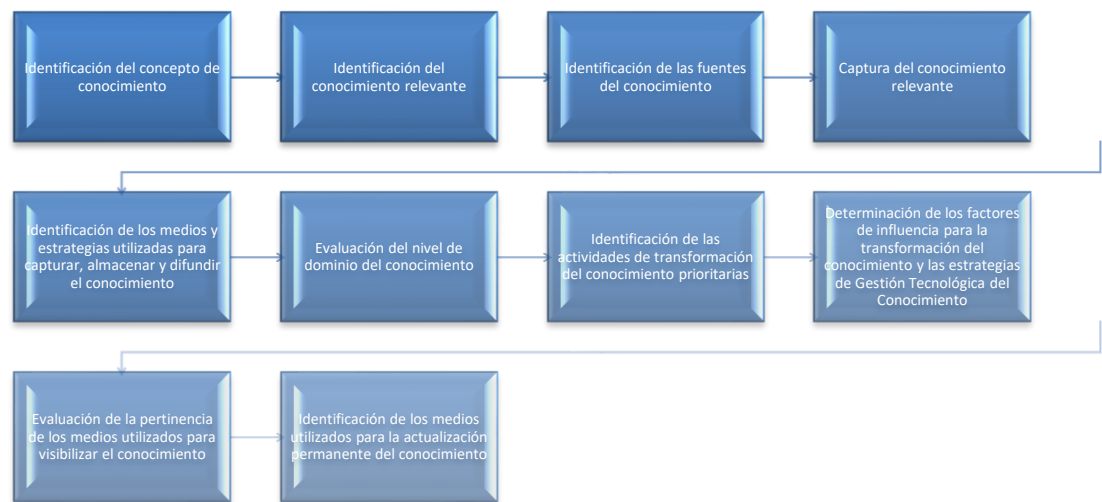 Identificación del concepto de
conocimiento
Identificación del
conocimiento relevante
Identificación de las fuentes
del conocimiento
Captura del conocimiento
relevante
Identificación de los medios y
estrategias utilizadas para
capturar, almacenar y difundir
el conocimiento
Evaluación del nivel de
dominio del conocimiento
Identificación de las
actividades de transformación
del conocimiento prioritarias
Determinación de los factores
de influencia para la
transformación del
conocimiento y las estrategias
de Gestión Tecnológica del
Conocimiento
Evaluación de la pertinencia
de los medios utilizados para
visibilizar el conocimiento
Identificación de los medios
utilizados para la actualización
permanente del conocimiento